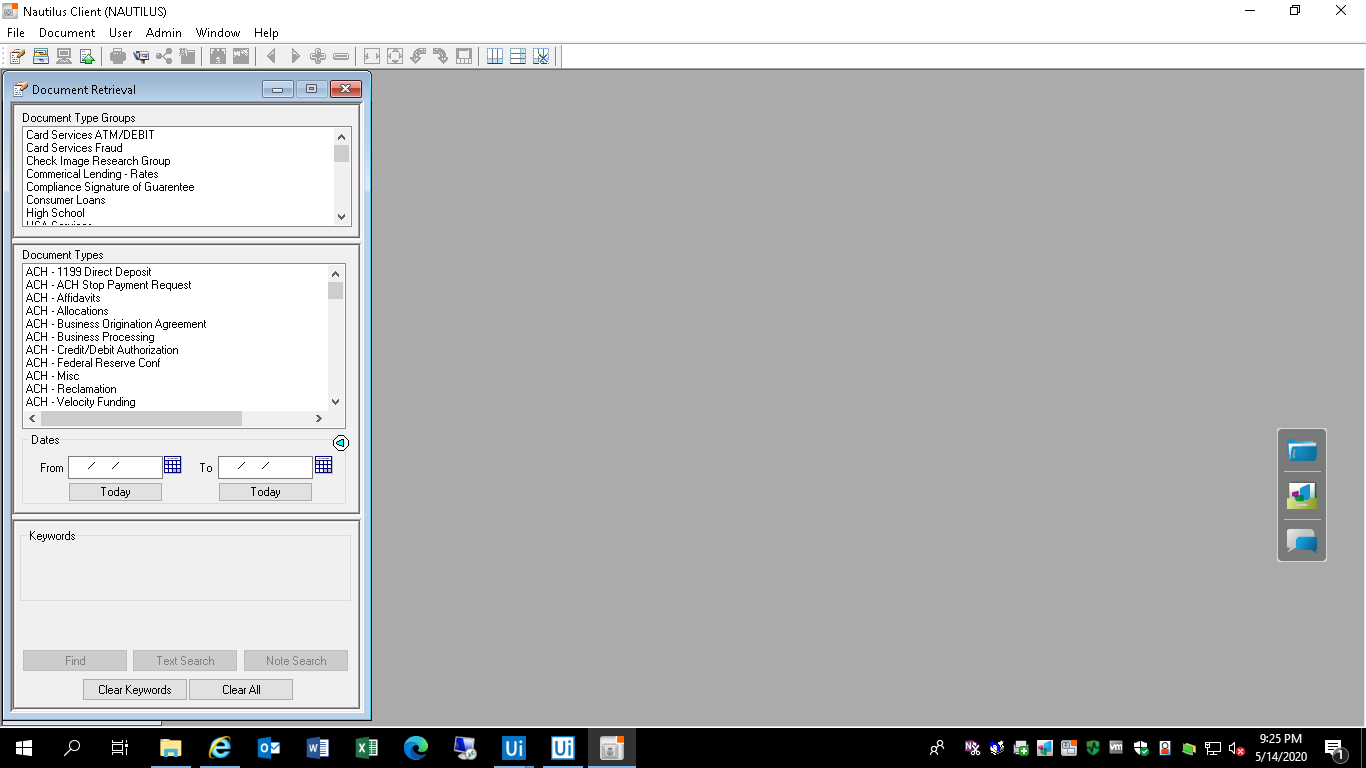 Nautilus Client (NAUTILUS)
File Document User Admin Window Help
Document Retrieval
Document Type Groups
Card Services ATM/DEBIT
Card Services Fraud
Check Image Research Group
Commerical Lending - Rates
Compliance Signature of Guarentee
Consumer Loans
High School
Document Types
ACH - 1199 Direct Deposit
ACH - ACH Stop Payment Request
ACH - Affidavits
ACH - Allocations
ACH - Business Origination Agreement
ACH - Business Processing
ACH - Credit/Debit Authorization
ACH - Federal Reserve Conf
ACH - Misc
ACH - Reclamation
ACH - Velocity Funding
Dates
From / / To / /
Today Today
Keywords
Find Text Search Note Search
Clear Keywords Clear All
Ui Ui
9:25 PM
5/14/2020
1